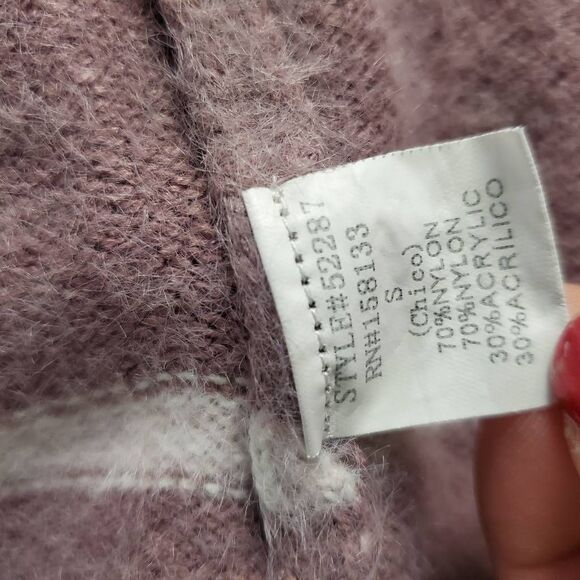 STYLE#52287
RN#158133
S
(Chico)
70%NYLON
70%NYLON
30%ACRYLIC
30%ACRILICO